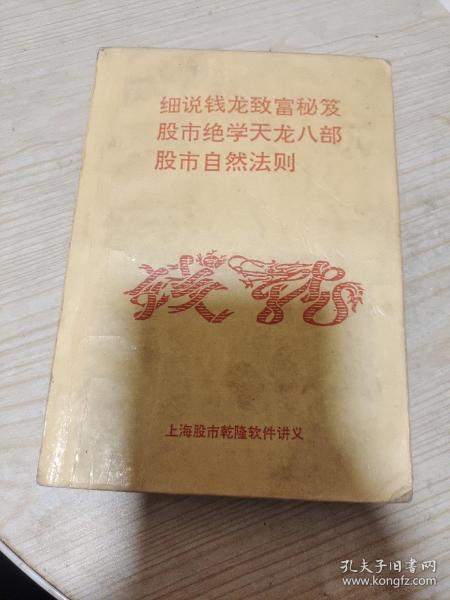 细说钱龙致富秘笈
股市绝学天龙八部
股市自然法则
钱龙
上海股市乾隆软件讲义
孔夫子旧书网
www.kongfz.com